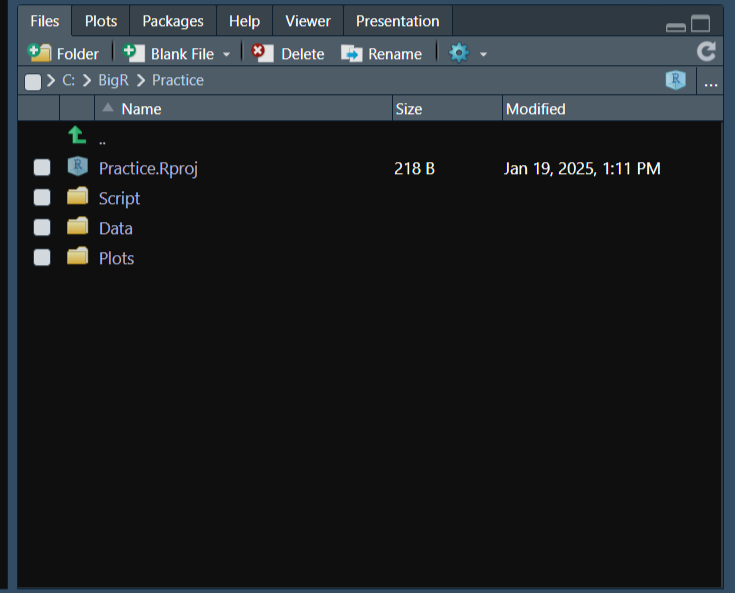 Files Plots Packages Help Viewer Presentation
Folder Blank File Delete Rename
C: BigR Practice R ...
Name Size Modified
..
R Practice.Rproj 218 B Jan 19, 2025, 1:11 PM
Script
Data
Plots